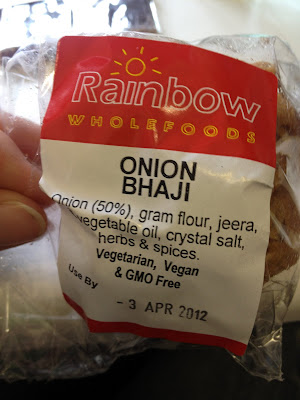 Rainbow
WHOLEFOODS
ONION
BHAJI
Onion (50%), gram flour, jeera,
vegetable oil, crystal salt,
herbs & spices.
Vegetarian, Vegan
& GMO Free
Use By
- 3 APR 2012